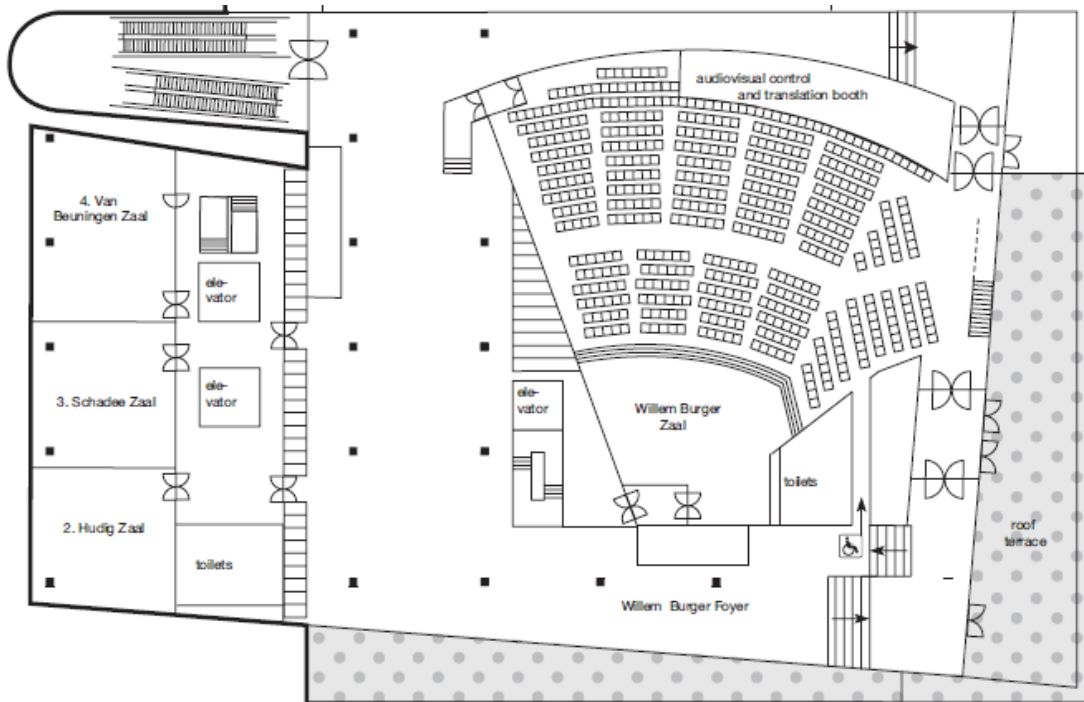 audiovisual control
and translation booth
4. Van
Beuningen Zaal
ele-
vator
ele-
vator
3. Schadee Zaal
ele-
vator
Willem Burger
Zaal
toilets
2. Hudig Zaal
toilets
roof
terrace
Willem Burger Foyer